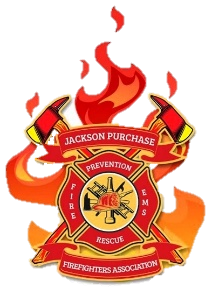 JACKSON PURCHASE
PREVENTION
FIRE
EMS
RESCUE
FIREFIGHTERS ASSOCIATION